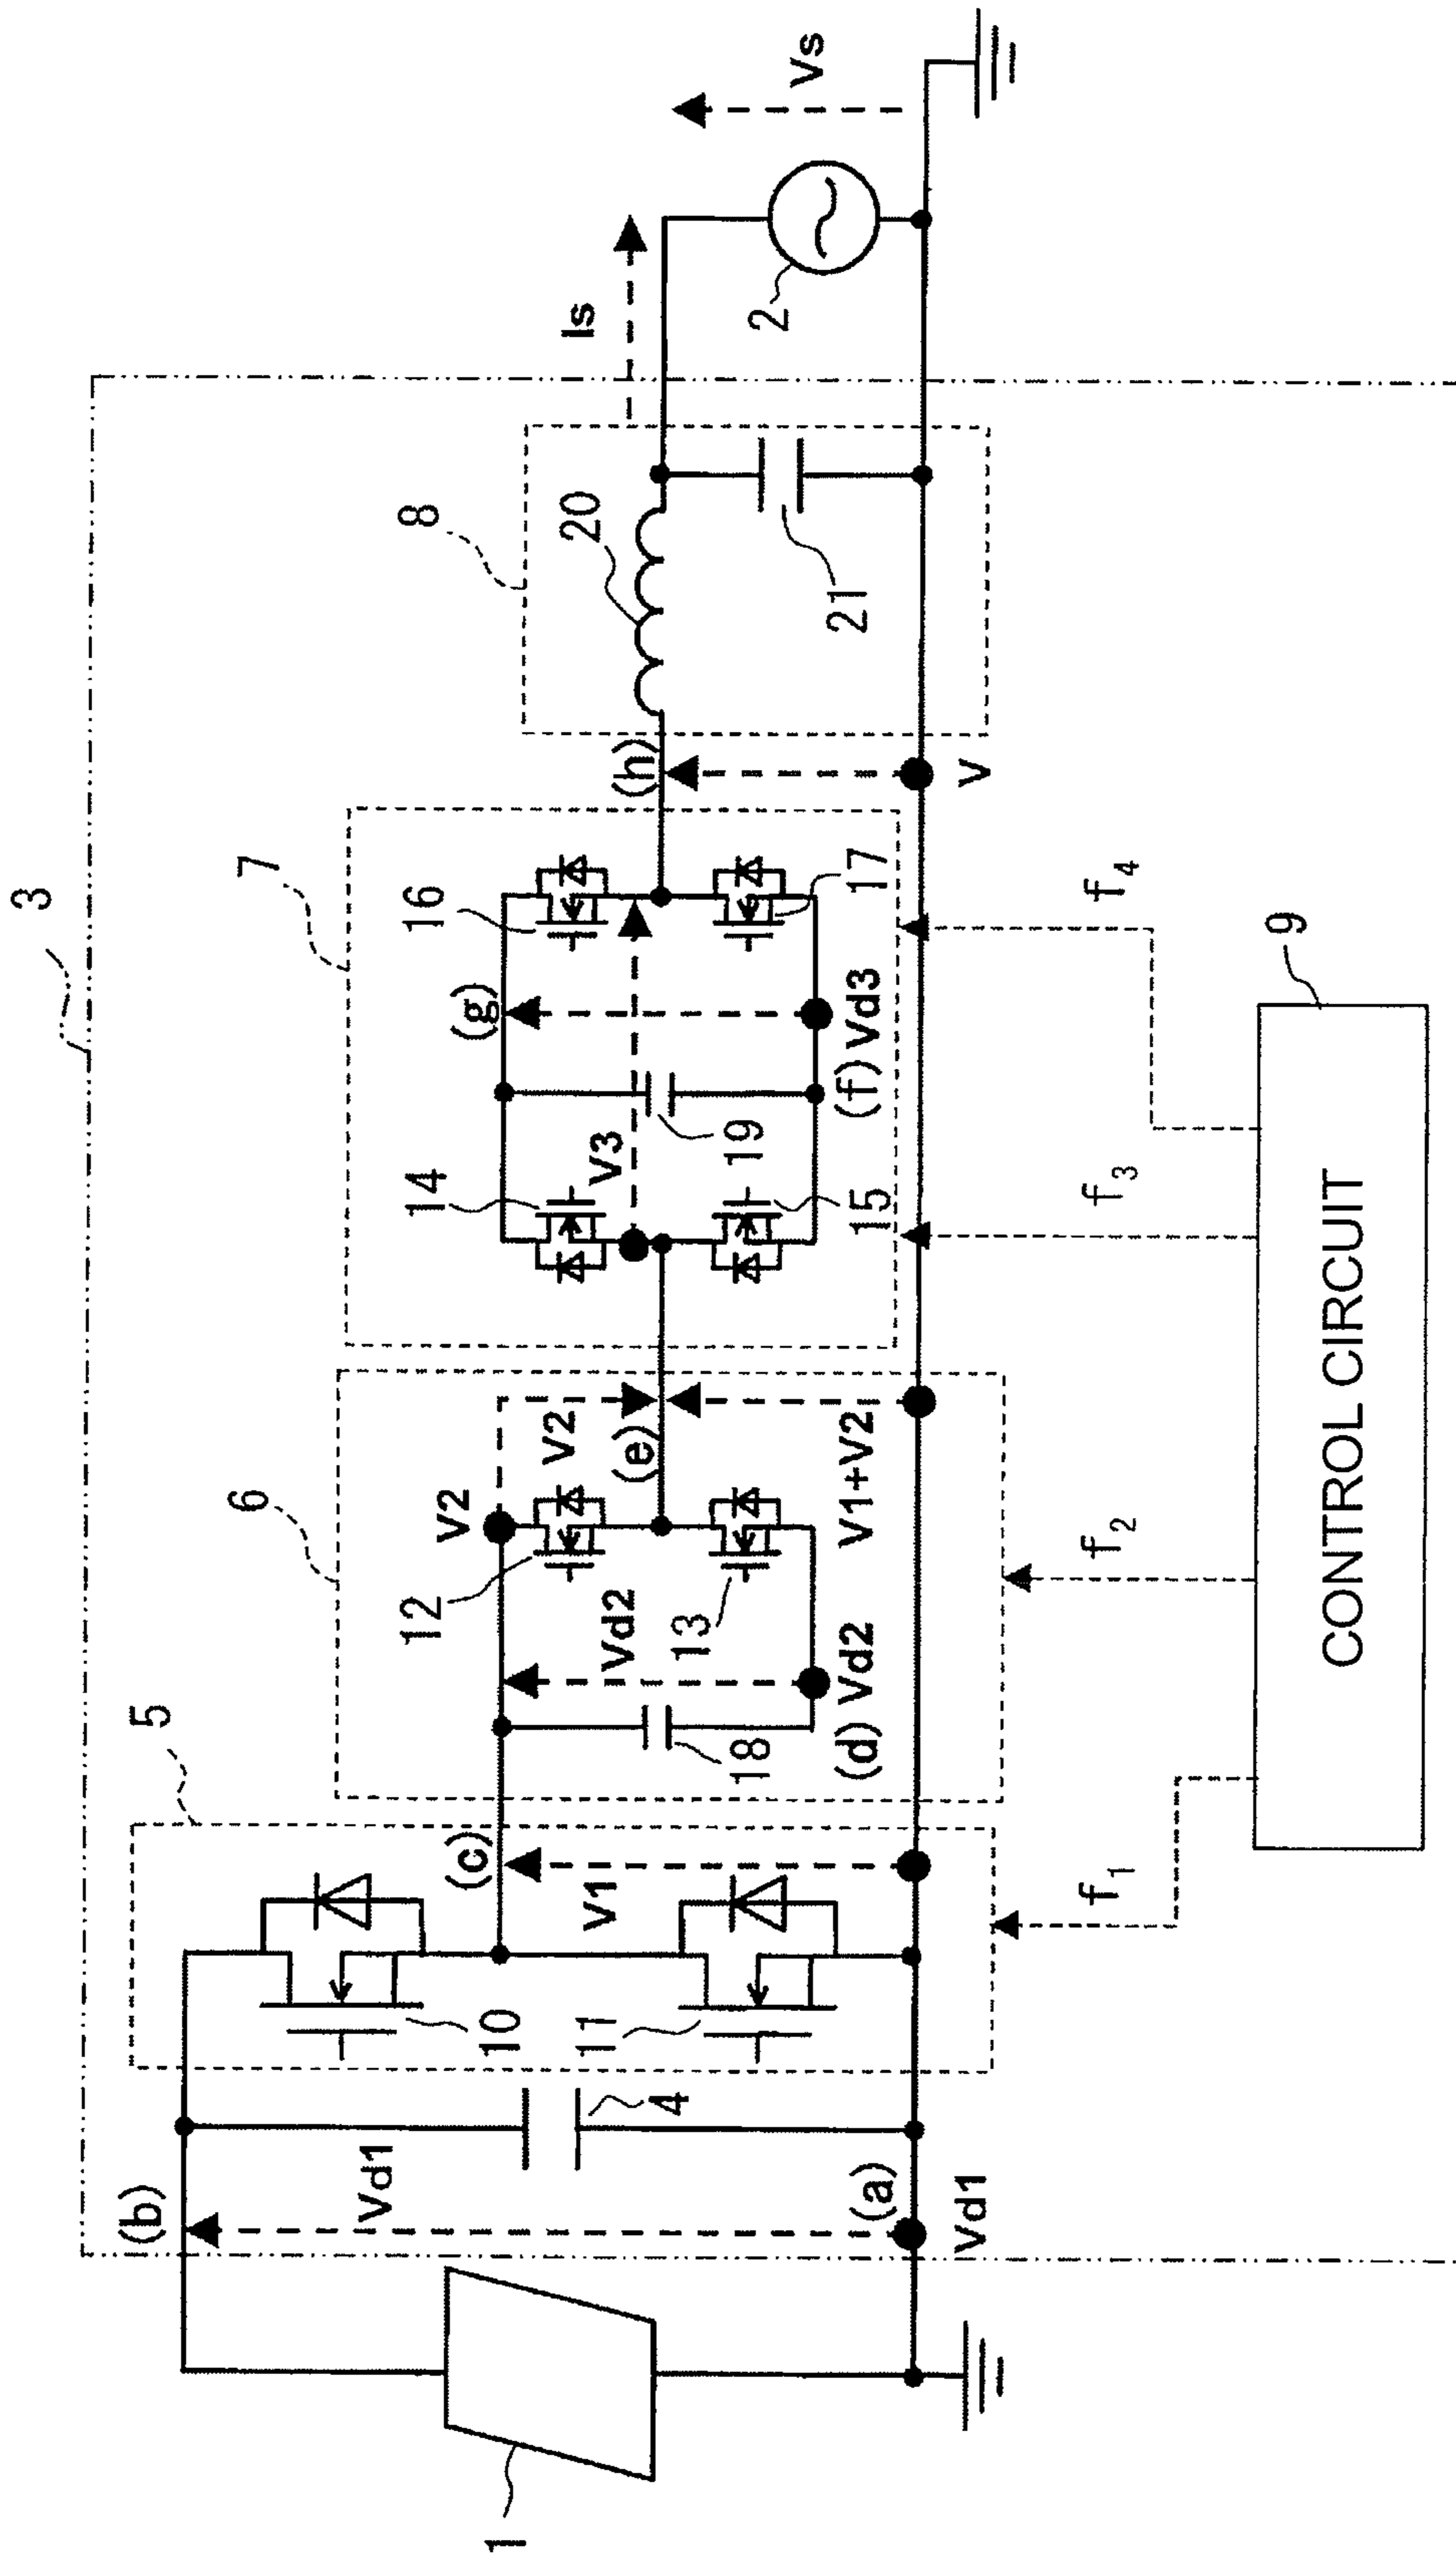 3
5
6
7
8
(b)
Vd1
(a)
Vd1
1
4
10
11
(c)
V1
V2
12
V2
Vd2
13
(e)
18
(d) Vd2
V1+V2
14
V3
15
19
(g)
(f) Vd3
16
17
(h)
V
20
21
Is
2
Vs
f1
f2
f3
f4
9
CONTROL CIRCUIT